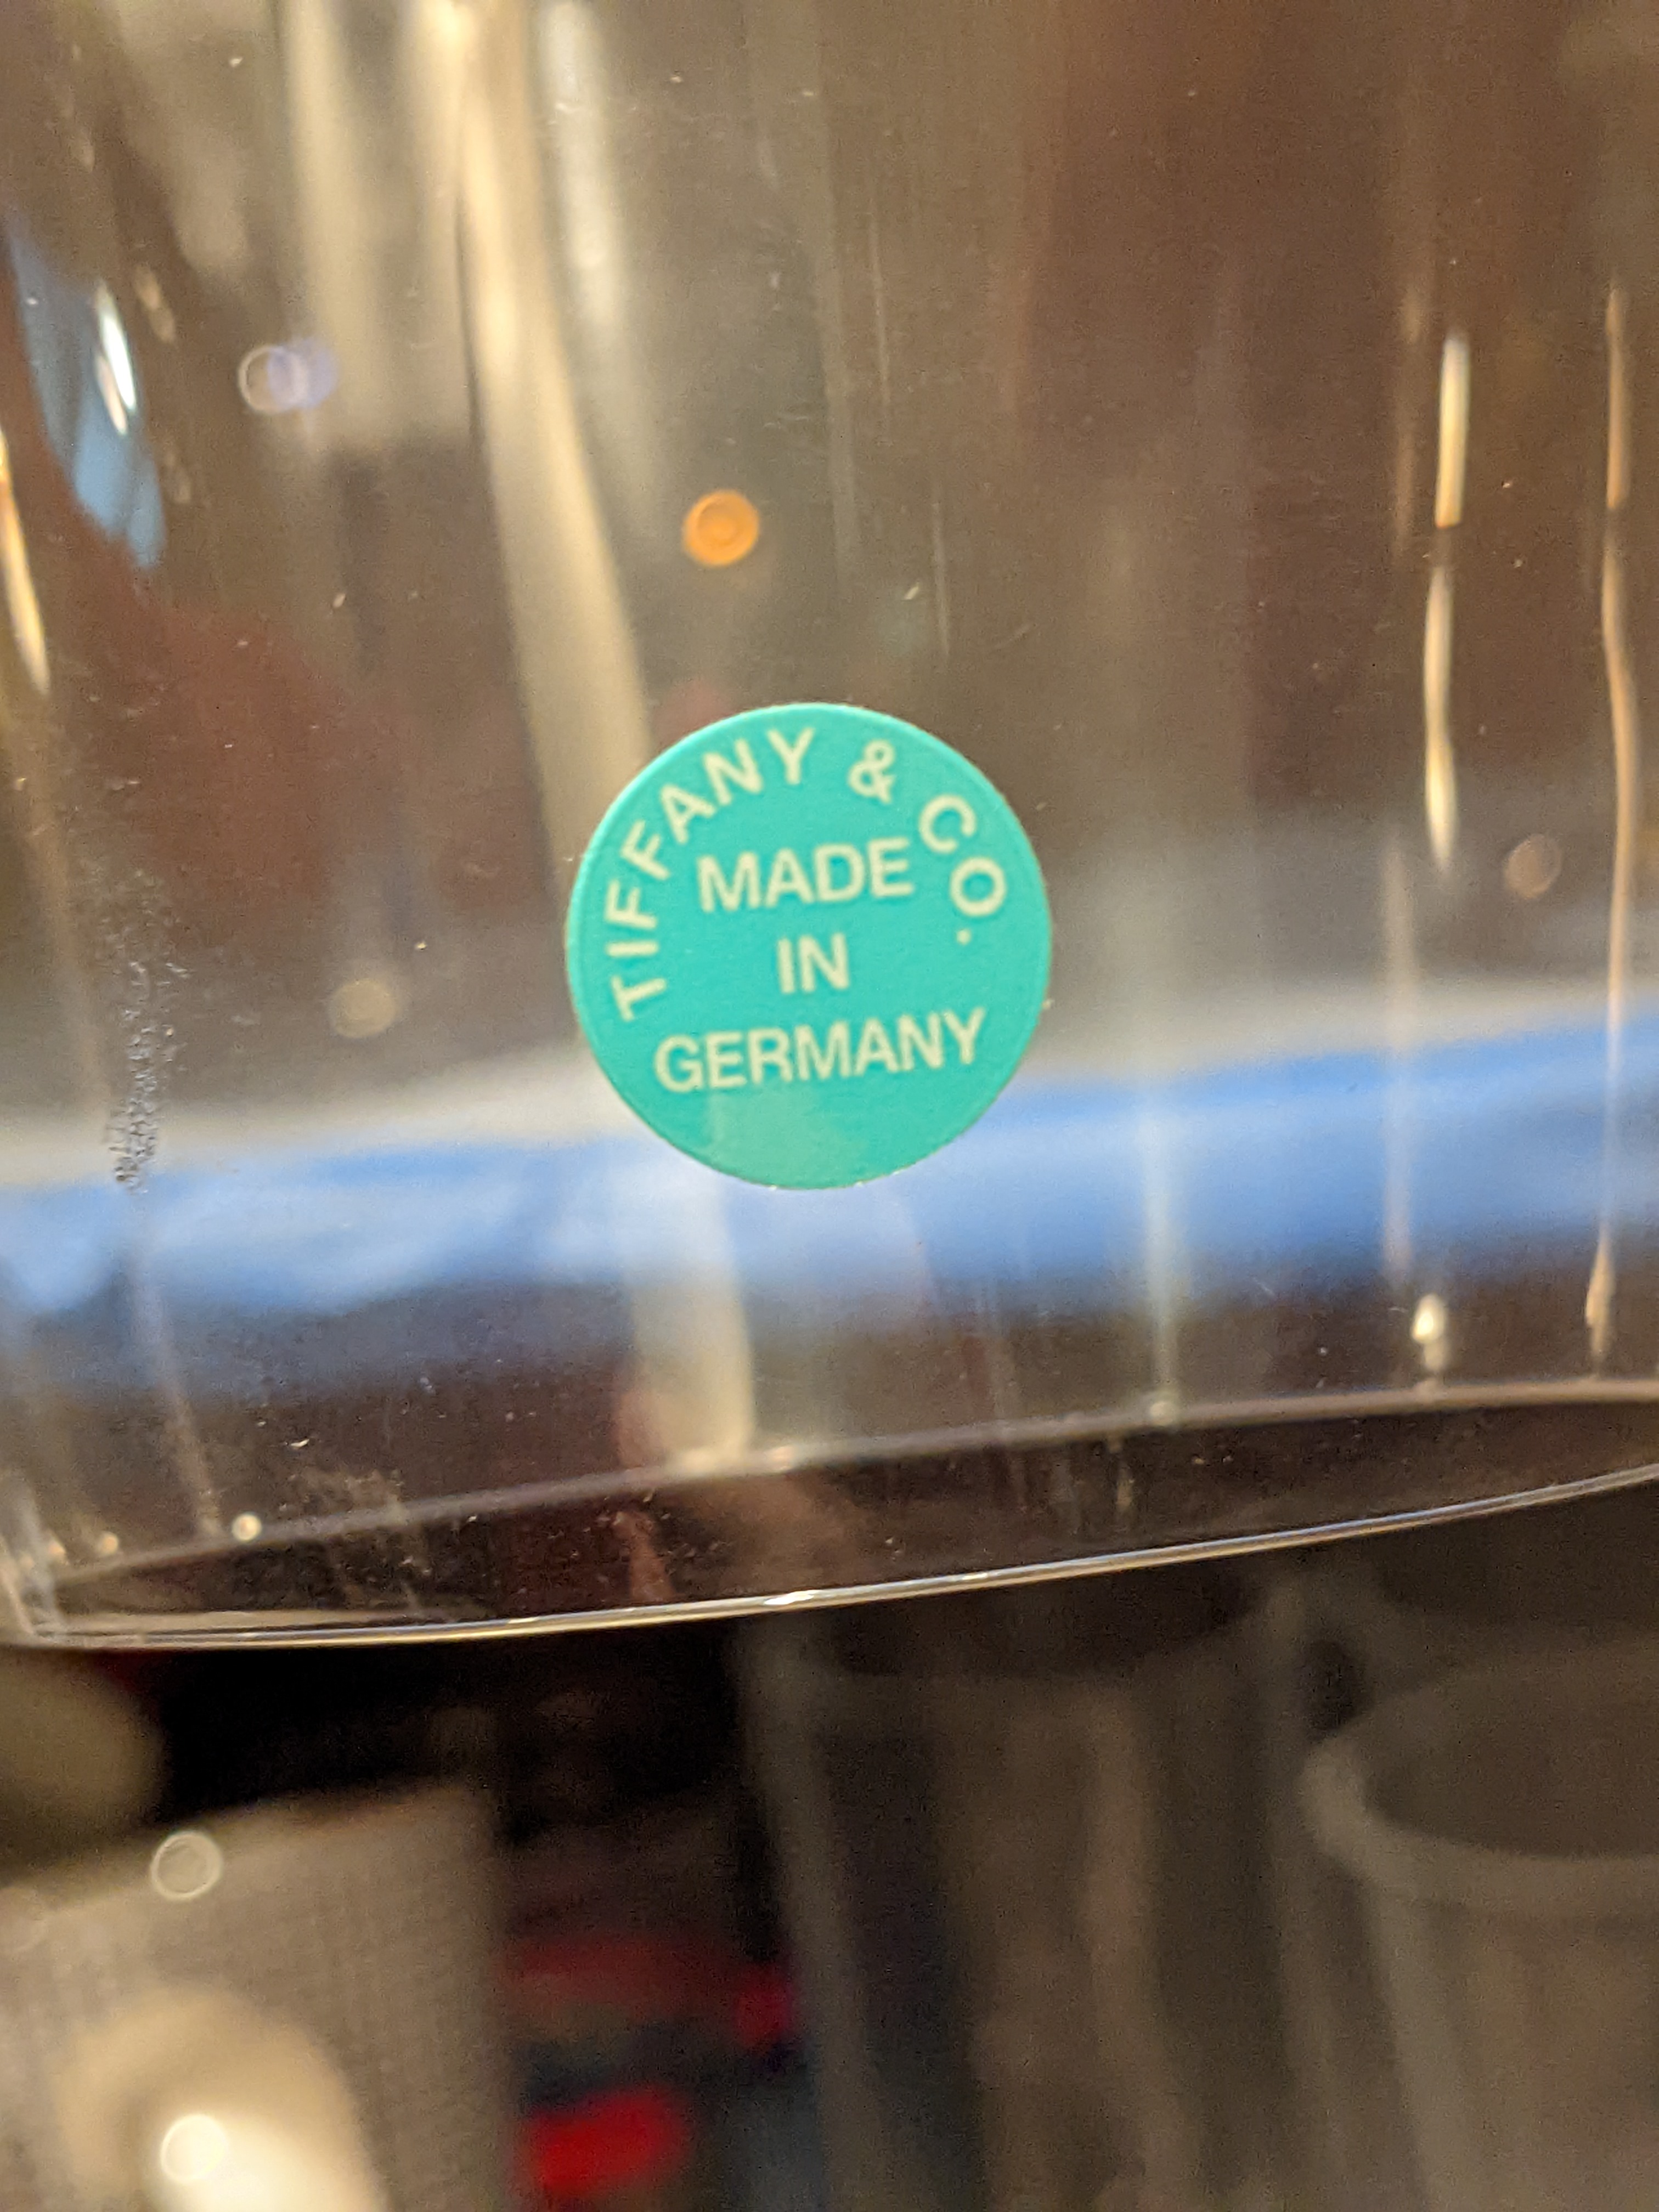 TIFFANY & CO.
MADE
IN
GERMANY